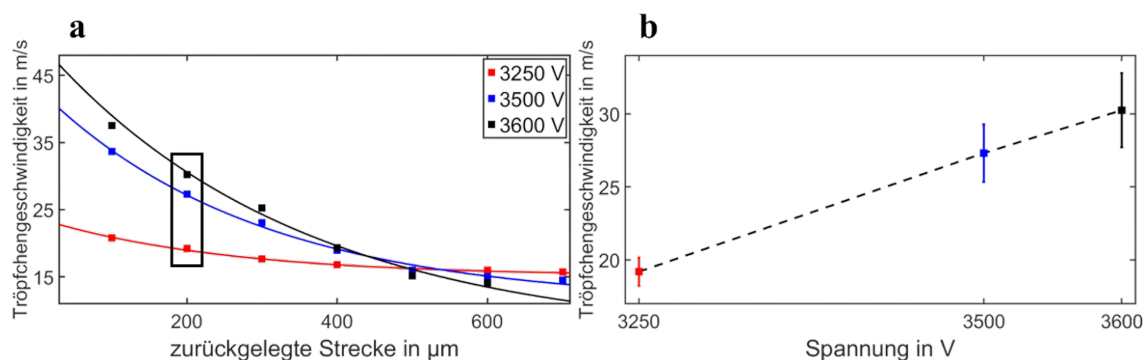 a
Tröpfchengeschwindigkeit in m/s
45
35
25
15
200
400
600
zurückgelegte Strecke in µm
3250 V
3500 V
3600 V
b
Tröpfchengeschwindigkeit in m/s
30
25
20
3250
3500
3600
Spannung in V